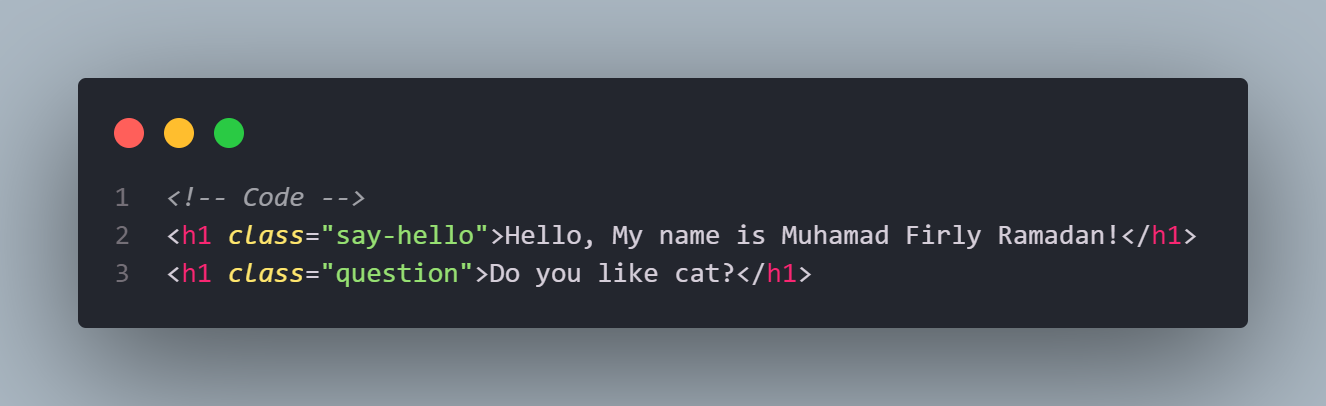 1 <!-- Code -->
2 <h1 class="say-hello">Hello, My name is Muhamad Firly Ramadan!</h1>
3 <h1 class="question">Do you like cat?</h1>